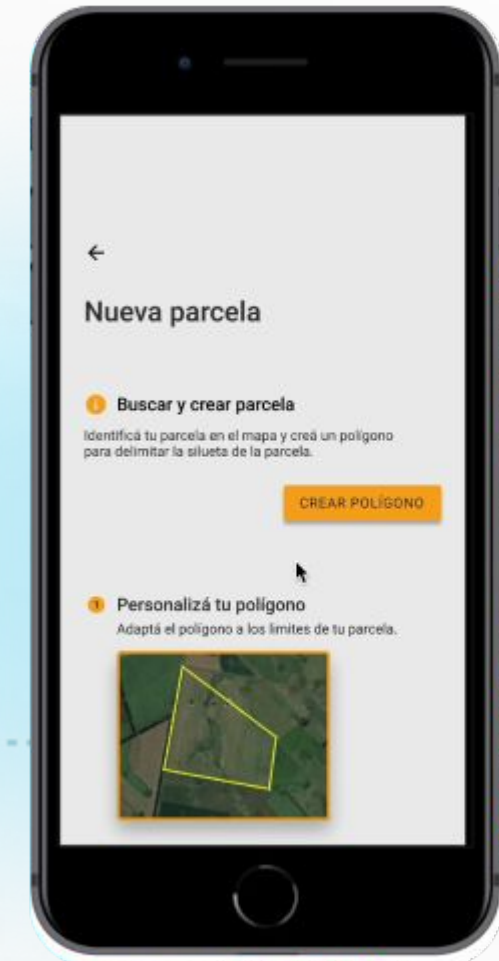 Nueva parcela
Buscar y crear parcela
Identificá tu parcela en el mapa y creá un polígono
para delimitar la silueta de la parcela.
CREAR POLÍGONO
1 Personalizá tu polígono
Adaptá el polígono a los limites de tu parcela.